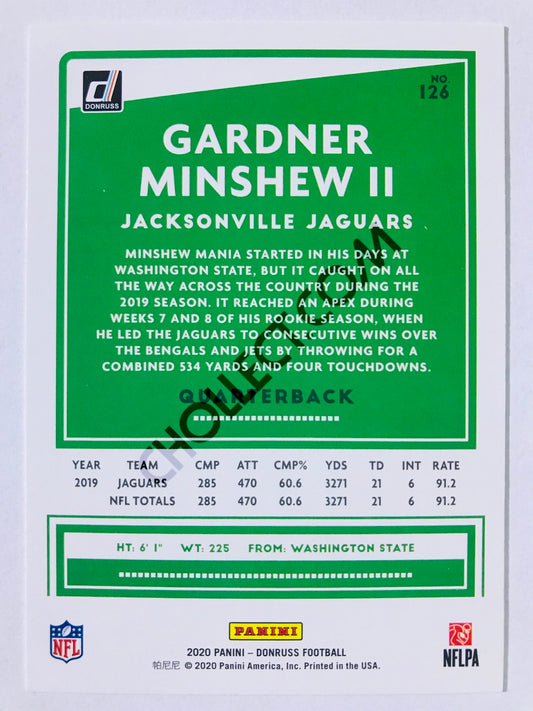 DONRUSS
NO.
126
GARDNER
MINSHEW II
JACKSONVILLE JAGUARS
MINSHEW MANIA STARTED IN HIS DAYS AT
WASHINGTON STATE, BUT IT CAUGHT ON ALL
THE WAY ACROSS THE COUNTRY DURING THE
2019 SEASON. IT REACHED AN APEX DURING
WEEKS 7 AND 8 OF HIS ROOKIE SEASON, WHEN
HE LED THE JAGUARS TO CONSECUTIVE WINS OVER
THE BENGALS AND JETS BY THROWING FOR A
COMBINED 534 YARDS AND FOUR TOUCHDOWNS.
QUARTERBACK
CHOLLECT.COM
YEAR TEAM CMP ATT CMP% YDS TD INT RATE
2019 JAGUARS 285 470 60.6 3271 21 6 91.2
NFL TOTALS 285 470 60.6 3271 21 6 91.2
HT: 6' 1" WT: 225 FROM: WASHINGTON STATE
NFL
PANINI
NFLPA
2020 PANINI – DONRUSS FOOTBALL
帕尼尼 © 2020 Panini America, Inc. Printed in the USA.